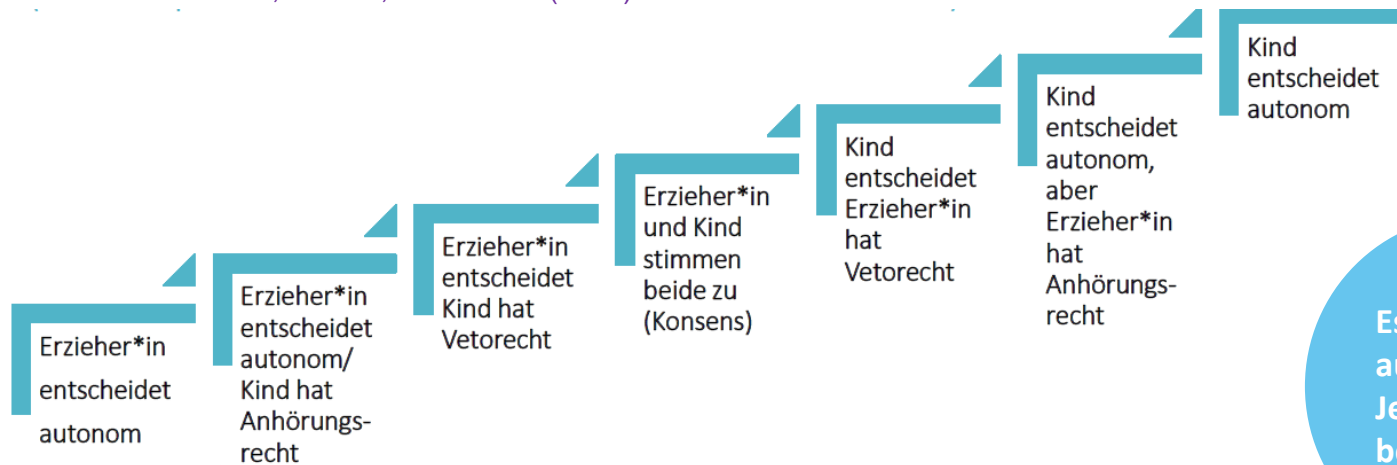 Erzieher*in
entscheidet
autonom
Erzieher*in
entscheidet
autonom/
Kind hat
Anhörungs-
recht
Erzieher*in
entscheidet
Kind hat
Vetorecht
Erzieher*in
und Kind
stimmen
beide zu
(Konsens)
Kind
entscheidet
Erzieher*in
hat
Vetorecht
Kind
entscheidet
autonom,
aber
Erzieher*in
hat
Anhörungs-
recht
Kind
entscheidet
autonom